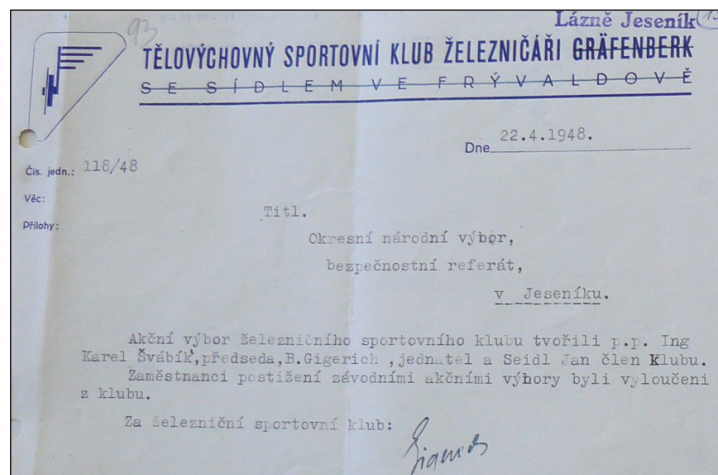 Lázně Jeseník
93
TĚLOVÝCHOVNÝ SPORTOVNÍ KLUB ŽELEZNIČÁŘI GRÄFENBERK
SE SÍDLEM VE FRÝVALDOVĚ
Dne 22.4.1948.
Čís. jedn.: 118/48
Věc:
Přílohy:
Titl.
Okresní národní výbor,
bezpečnostní referát,
v Jeseníku.
Akční výbor železničního sportovního klubu tvořili p.p. Ing
Karel Švábík,předseda,B.Gigerich ,jednatel a Seidl Jan člen Klubu.
Zaměstnanci postižení závodními akčními výbory byli vyloučeni
z klubu.
Za železniční sportovní klub: